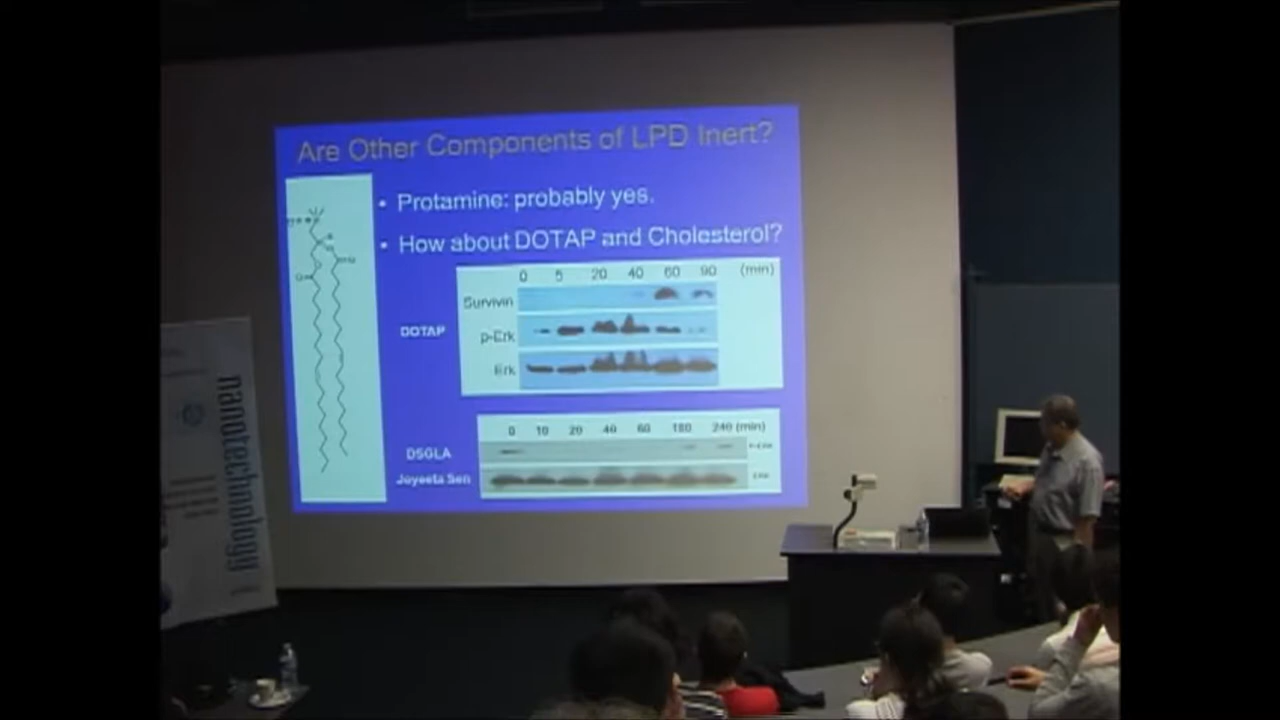 Are Other Components of LPD Inert?
• Protamine: probably yes.
• How about DOTAP and Cholesterol?
0 5 20 40 60 90 (min)
Survivin
DOTAP
p-Erk
Erk
0 10 20 40 60 180 240 (min)
DSGLA
Joyeeta Sen
nanotechnology